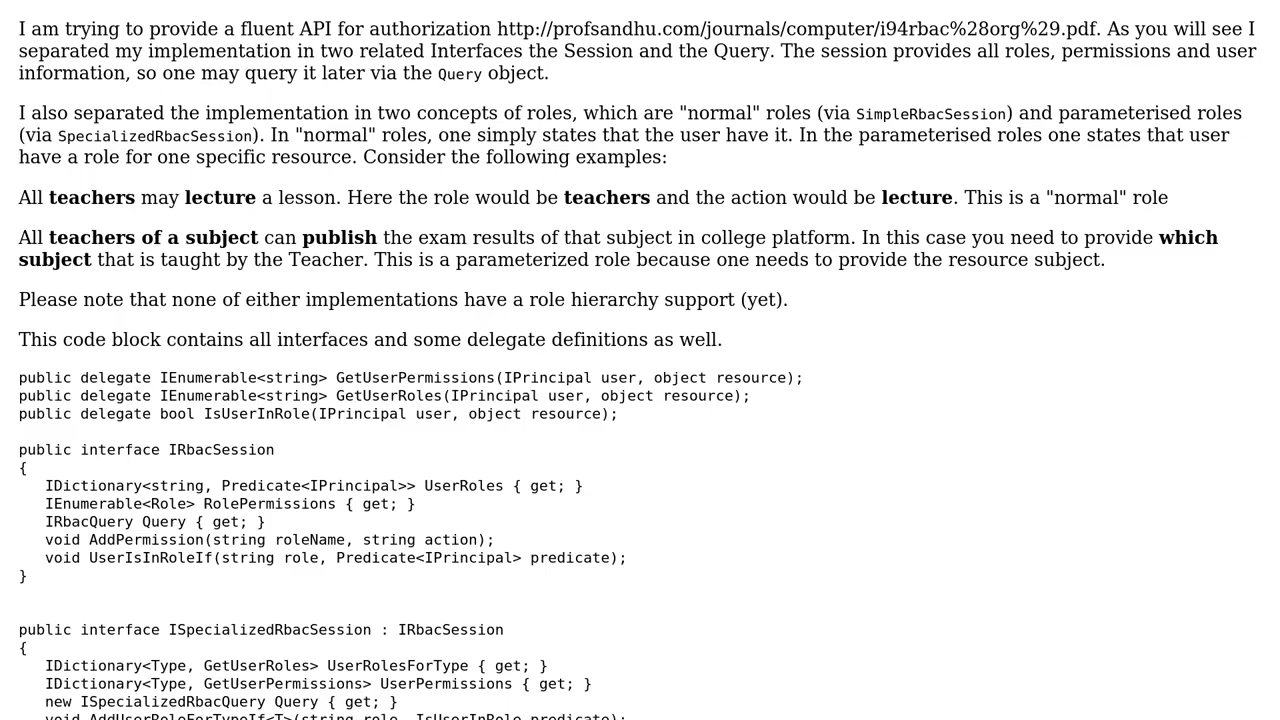 I am trying to provide a fluent API for authorization http://profsandhu.com/journals/computer/i94rbac%28org%29.pdf. As you will see I
separated my implementation in two related Interfaces the Session and the Query. The session provides all roles, permissions and user
information, so one may query it later via the Query object.
I also separated the implementation in two concepts of roles, which are "normal" roles (via SimpleRbacSession) and parameterised roles
(via SpecializedRbacSession). In "normal" roles, one simply states that the user have it. In the parameterised roles one states that user
have a role for one specific resource. Consider the following examples:
All teachers may lecture a lesson. Here the role would be teachers and the action would be lecture. This is a "normal" role
All teachers of a subject can publish the exam results of that subject in college platform. In this case you need to provide which
subject that is taught by the Teacher. This is a parameterized role because one needs to provide the resource subject.
Please note that none of either implementations have a role hierarchy support (yet).
This code block contains all interfaces and some delegate definitions as well.
public delegate IEnumerable<string> GetUserPermissions(IPrincipal user, object resource);
public delegate IEnumerable<string> GetUserRoles(IPrincipal user, object resource);
public delegate bool IsUserInRole(IPrincipal user, object resource);
public interface IRbacSession
{
   IDictionary<string, Predicate<IPrincipal>> UserRoles { get; }
   IEnumerable<Role> RolePermissions { get; }
   IRbacQuery Query { get; }
   void AddPermission(string roleName, string action);
   void UserIsInRoleIf(string role, Predicate<IPrincipal> predicate);
}
public interface ISpecializedRbacSession : IRbacSession
{
   IDictionary<Type, GetUserRoles> UserRolesForType { get; }
   IDictionary<Type, GetUserPermissions> UserPermissions { get; }
   new ISpecializedRbacQuery Query { get; }
   void AddUserRoleForTypeIf<T>(string role, IsUserInRole predicate);